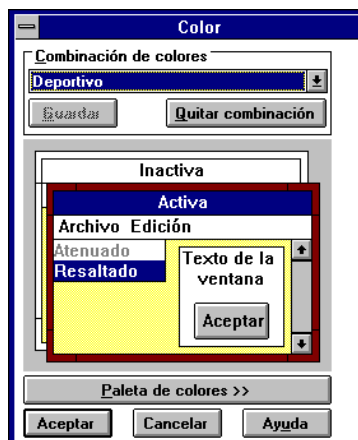 Color
Combinación de colores
Deportivo
Guardar
Quitar combinación
Inactiva
Activa
Archivo Edición
Atenuado
Resaltado
Texto de la
ventana
Aceptar
Paleta de colores >>
Aceptar
Cancelar
Ayuda